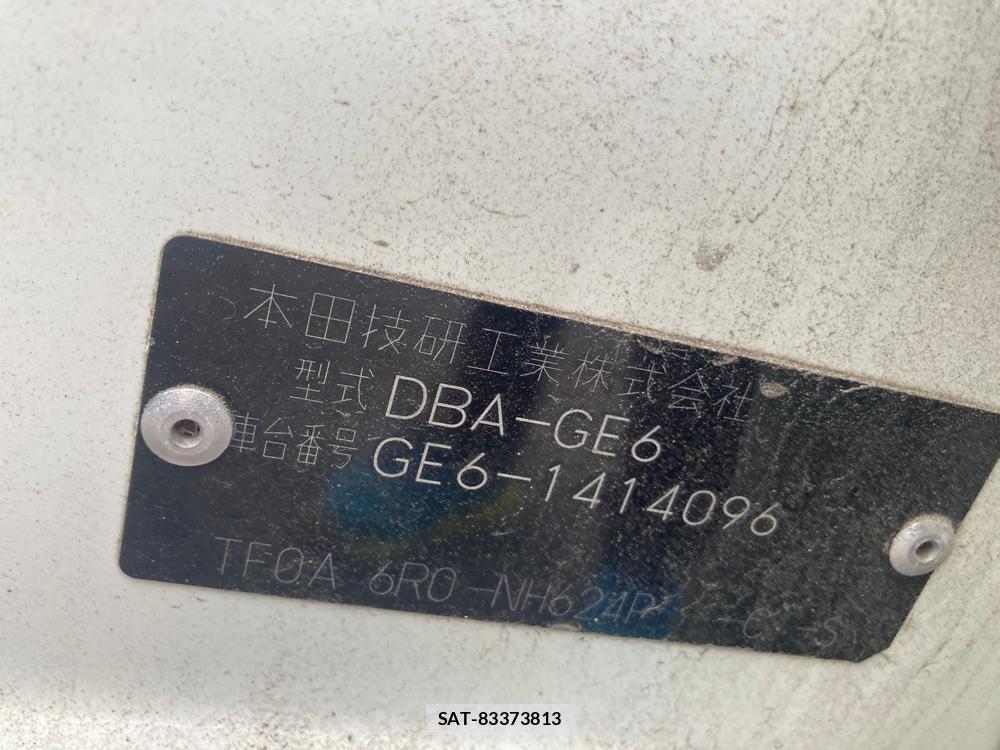 本田技研工業株式会社
型式 DBA-GE6
車台番号 GE6-1414096
TF0A 6R0-NH624P -C -S
SAT-83373813